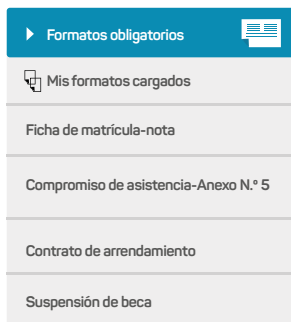 Formatos obligatorios
Mis formatos cargados
Ficha de matrícula-nota
Compromiso de asistencia-Anexo N.º 5
Contrato de arrendamiento
Suspensión de beca